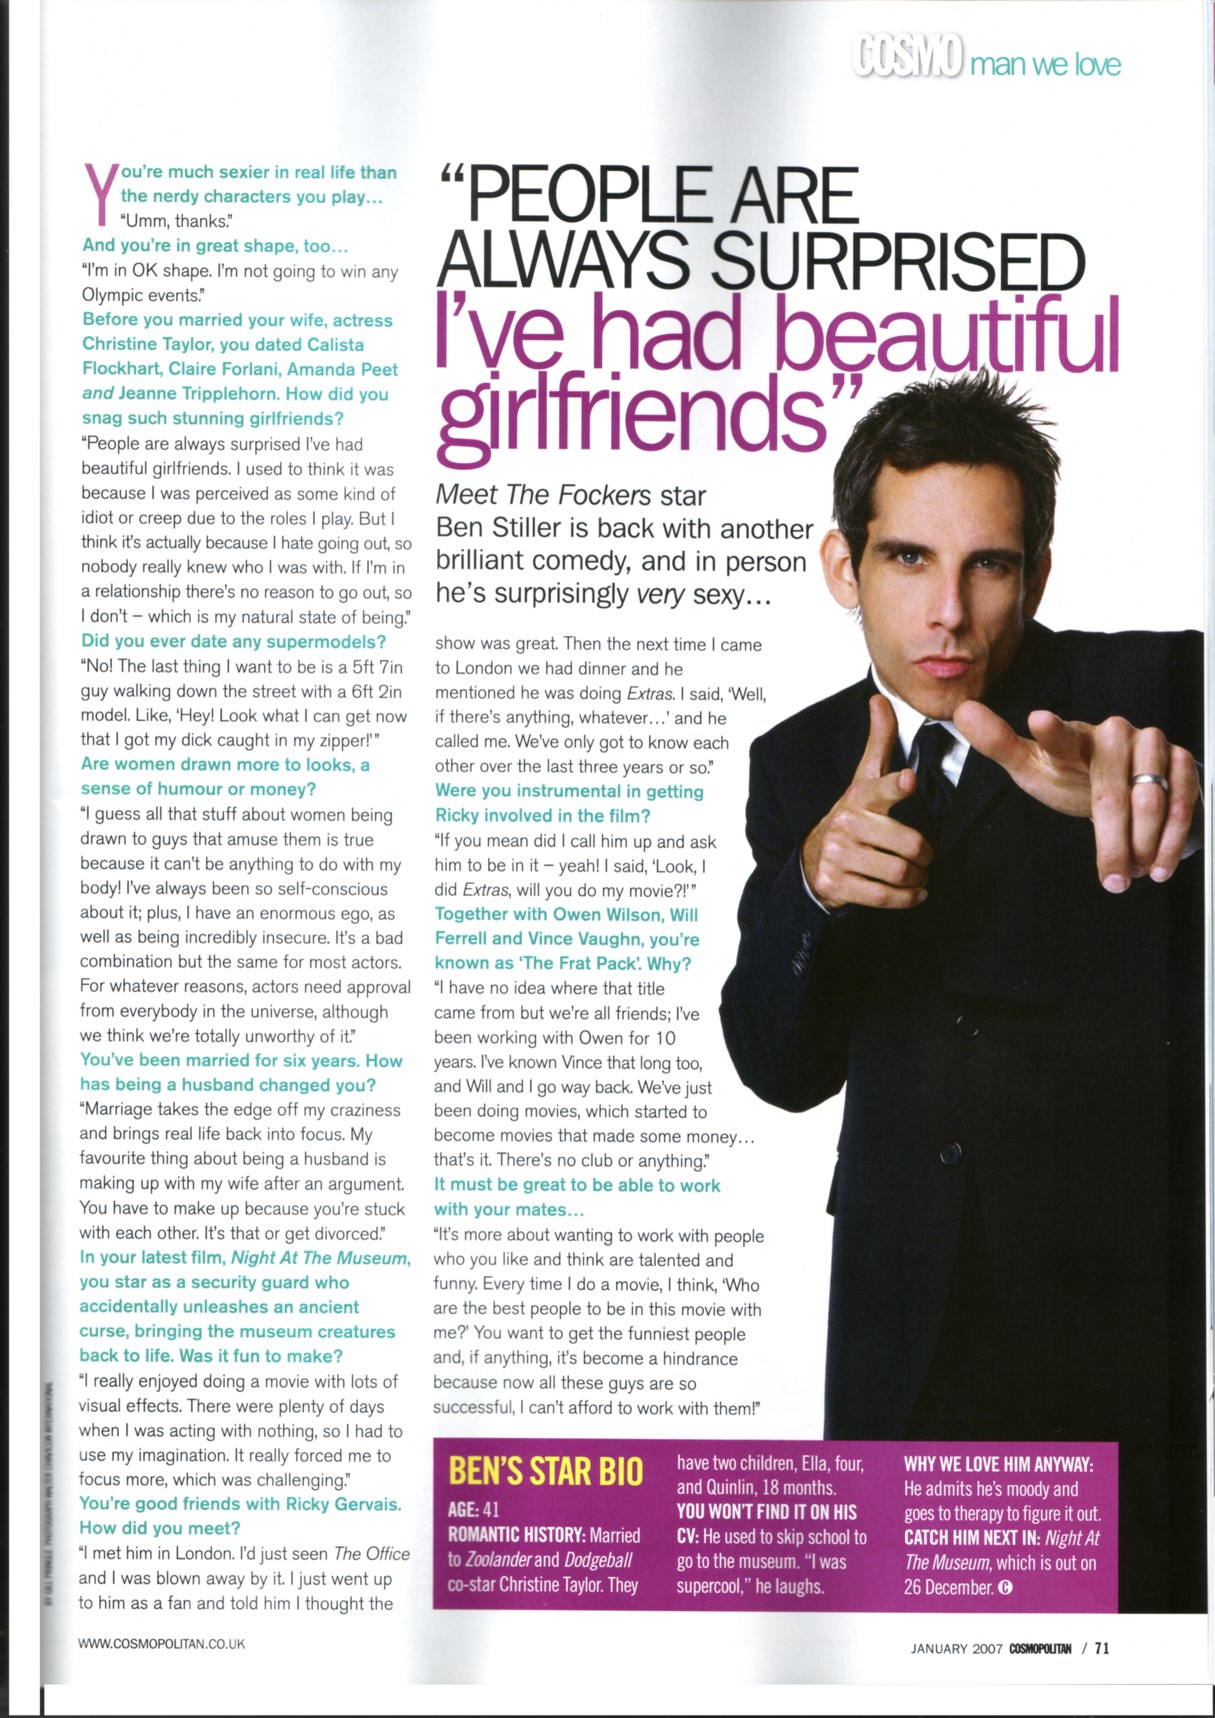 COSMO man we love
You're much sexier in real life than
the nerdy characters you play...
"Umm, thanks."
And you're in great shape, too...
"I'm in OK shape. I'm not going to win any
Olympic events."
Before you married your wife, actress
Christine Taylor, you dated Calista
Flockhart, Claire Forlani, Amanda Peet
and Jeanne Tripplehorn. How did you
snag such stunning girlfriends?
"People are always surprised I've had
beautiful girlfriends. I used to think it was
because I was perceived as some kind of
idiot or creep due to the roles I play. But I
think it's actually because I hate going out, so
nobody really knew who I was with. If I'm in
a relationship there's no reason to go out, so
I don't – which is my natural state of being."
Did you ever date any supermodels?
"No! The last thing I want to be is a 5ft 7in
guy walking down the street with a 6ft 2in
model. Like, 'Hey! Look what I can get now
that I got my dick caught in my zipper!'"
Are women drawn more to looks, a
sense of humour or money?
"I guess all that stuff about women being
drawn to guys that amuse them is true
because it can't be anything to do with my
body! I've always been so self-conscious
about it; plus, I have an enormous ego, as
well as being incredibly insecure. It's a bad
combination but the same for most actors.
For whatever reasons, actors need approval
from everybody in the universe, although
we think we're totally unworthy of it."
You've been married for six years. How
has being a husband changed you?
"Marriage takes the edge off my craziness
and brings real life back into focus. My
favourite thing about being a husband is
making up with my wife after an argument.
You have to make up because you're stuck
with each other. It's that or get divorced."
In your latest film, Night At The Museum,
you star as a security guard who
accidentally unleashes an ancient
curse, bringing the museum creatures
back to life. Was it fun to make?
"I really enjoyed doing a movie with lots of
visual effects. There were plenty of days
when I was acting with nothing, so I had to
use my imagination. It really forced me to
focus more, which was challenging."
You're good friends with Ricky Gervais.
How did you meet?
"I met him in London. I'd just seen The Office
and I was blown away by it. I just went up
to him as a fan and told him I thought the
"PEOPLE ARE
ALWAYS SURPRISED
I've had beautiful
girlfriends"
Meet The Fockers star
Ben Stiller is back with another
brilliant comedy, and in person
he's surprisingly very sexy...
show was great. Then the next time I came
to London we had dinner and he
mentioned he was doing Extras. I said, 'Well,
if there's anything, whatever...' and he
called me. We've only got to know each
other over the last three years or so."
Were you instrumental in getting
Ricky involved in the film?
"If you mean did I call him up and ask
him to be in it – yeah! I said, 'Look, I
did Extras, will you do my movie?!'"
Together with Owen Wilson, Will
Ferrell and Vince Vaughn, you're
known as 'The Frat Pack'. Why?
"I have no idea where that title
came from but we're all friends; I've
been working with Owen for 10
years. I've known Vince that long too,
and Will and I go way back. We've just
been doing movies, which started to
become movies that made some money...
that's it. There's no club or anything."
It must be great to be able to work
with your mates...
"It's more about wanting to work with people
who you like and think are talented and
funny. Every time I do a movie, I think, 'Who
are the best people to be in this movie with
me?' You want to get the funniest people
and, if anything, it's become a hindrance
because now all these guys are so
successful, I can't afford to work with them!"
BEN'S STAR BIO
AGE: 41
ROMANTIC HISTORY: Married
to Zoolander and Dodgeball
co-star Christine Taylor. They
have two children, Ella, four,
and Quinlin, 18 months.
YOU WON'T FIND IT ON HIS
CV: He used to skip school to
go to the museum. "I was
supercool," he laughs.
WHY WE LOVE HIM ANYWAY:
He admits he's moody and
goes to therapy to figure it out.
CATCH HIM NEXT IN: Night At
The Museum, which is out on
26 December. C
WWW.COSMOPOLITAN.CO.UK
JANUARY 2007 COSMOPOLITAN / 71